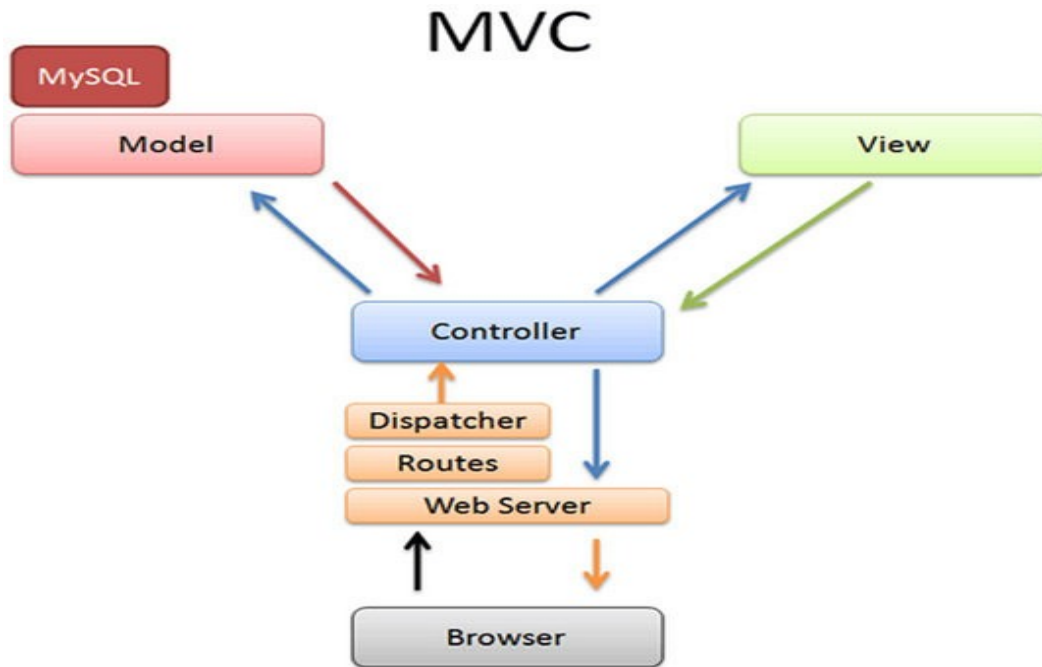 MVC
MySQL
Model
View
Controller
Dispatcher
Routes
Web Server
Browser